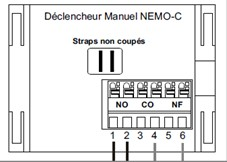 Déclencheur Manuel NEMO-C
Straps non coupés
NO CO NF
1 2 3 4 5 6